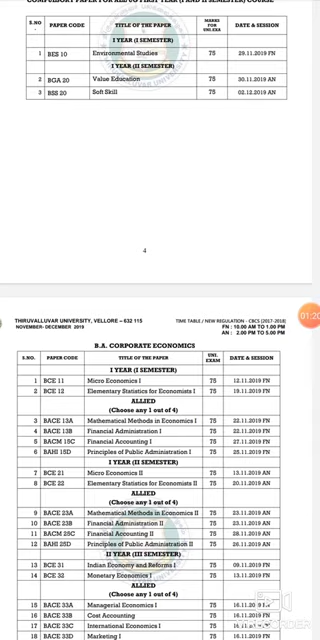 COMPULSORY PAPER FOR ALL UG FIRST YEAR (I AND II SEMESTER) COURSE
S.NO PAPER CODE TITLE OF THE PAPER MARKS FOR UNI.EXA DATE & SESSION
I YEAR (I SEMESTER)
1 BES 10 Environmental Studies 75 29.11.2019 FN
I YEAR (II SEMESTER)
2 BGA 20 Value Education 75 30.11.2019 AN
3 BSS 20 Soft Skill 75 02.12.2019 AN
4
01:20
THIRUVALLUVAR UNIVERSITY, VELLORE – 632 115 TIME TABLE / NEW REGULATION - CBCS (2017-2018)
NOVEMBER- DECEMBER 2019 FN : 10.00 AM TO 1.00 PM
AN : 2.00 PM TO 5.00 PM
B.A. CORPORATE ECONOMICS
S.NO. PAPER CODE TITLE OF THE PAPER UNI. EXAM DATE & SESSION
I YEAR (I SEMESTER)
1 BCE 11 Micro Economics I 75 12.11.2019 FN
2 BCE 12 Elementary Statistics for Economists I 75 19.11.2019 FN
ALLIED
(Choose any 1 out of 4)
3 BACE 13A Mathematical Methods in Economics I 75 22.11.2019 FN
4 BACE 13B Financial Administration I 75 22.11.2019 FN
5 BACM 15C Financial Accounting I 75 27.11.2019 FN
6 BAHI 15D Principles of Public Administration I 75 25.11.2019 FN
I YEAR (II SEMESTER)
7 BCE 21 Micro Economics II 75 13.11.2019 AN
8 BCE 22 Elementary Statistics for Economists II 75 20.11.2019 AN
ALLIED
(Choose any 1 out of 4)
9 BACE 23A Mathematical Methods in Economics II 75 23.11.2019 AN
10 BACE 23B Financial Administration II 75 23.11.2019 AN
11 BACM 25C Financial Accounting II 75 28.11.2019 AN
12 BAHI 25D Principles of Public Administration II 75 26.11.2019 AN
II YEAR (III SEMESTER)
13 BCE 31 Indian Economy and Reforms I 75 09.11.2019 FN
14 BCE 32 Monetary Economics I 75 13.11.2019 FN
ALLIED
(Choose any 1 out of 4)
15 BACE 33A Managerial Economics I 75 16.11.2019 FN
16 BACE 33B Cost Accounting 75 16.11.2019 FN
17 BACE 33C International Economics I 75 16.11.2019 FN
18 BACE 33D Marketing I 75 16.11.2019 FN